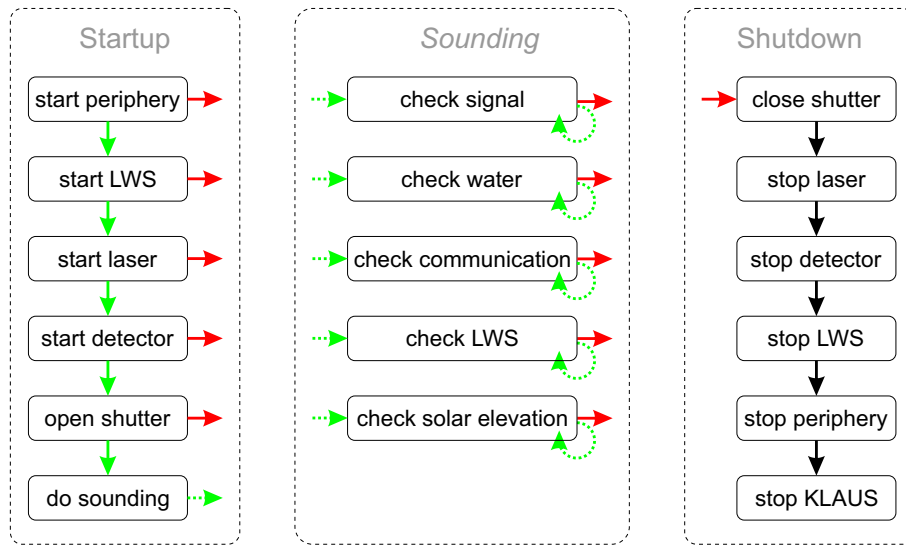 Startup
start periphery
start LWS
start laser
start detector
open shutter
do sounding
Sounding
check signal
check water
check communication
check LWS
check solar elevation
Shutdown
close shutter
stop laser
stop detector
stop LWS
stop periphery
stop KLAUS